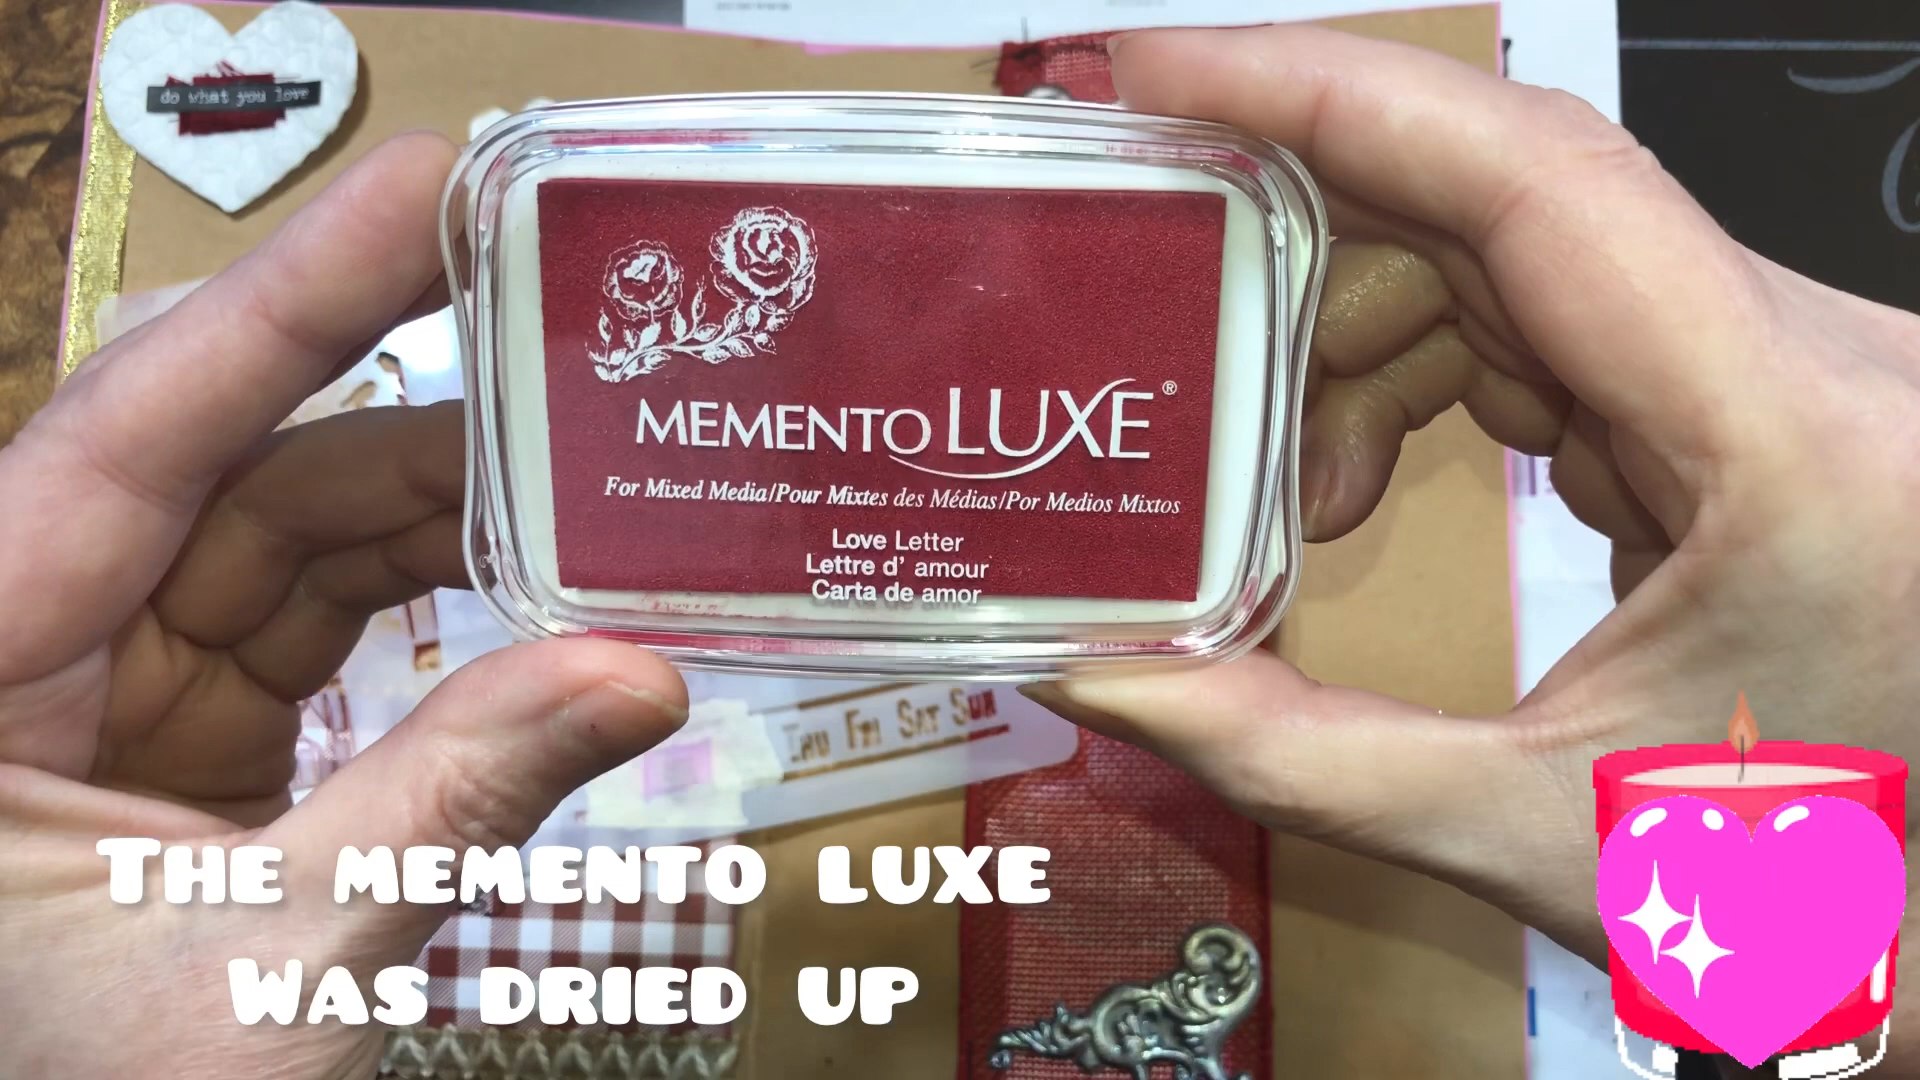 do what you love
MEMENTO LUXE®
For Mixed Media/Pour Mixtes des Médias/Por Medios Mixtos
Love Letter
Lettre d' amour
Carta de amor
Thu Fri Sat Sun
THE MEMENTO LUXE
WAS DRIED UP